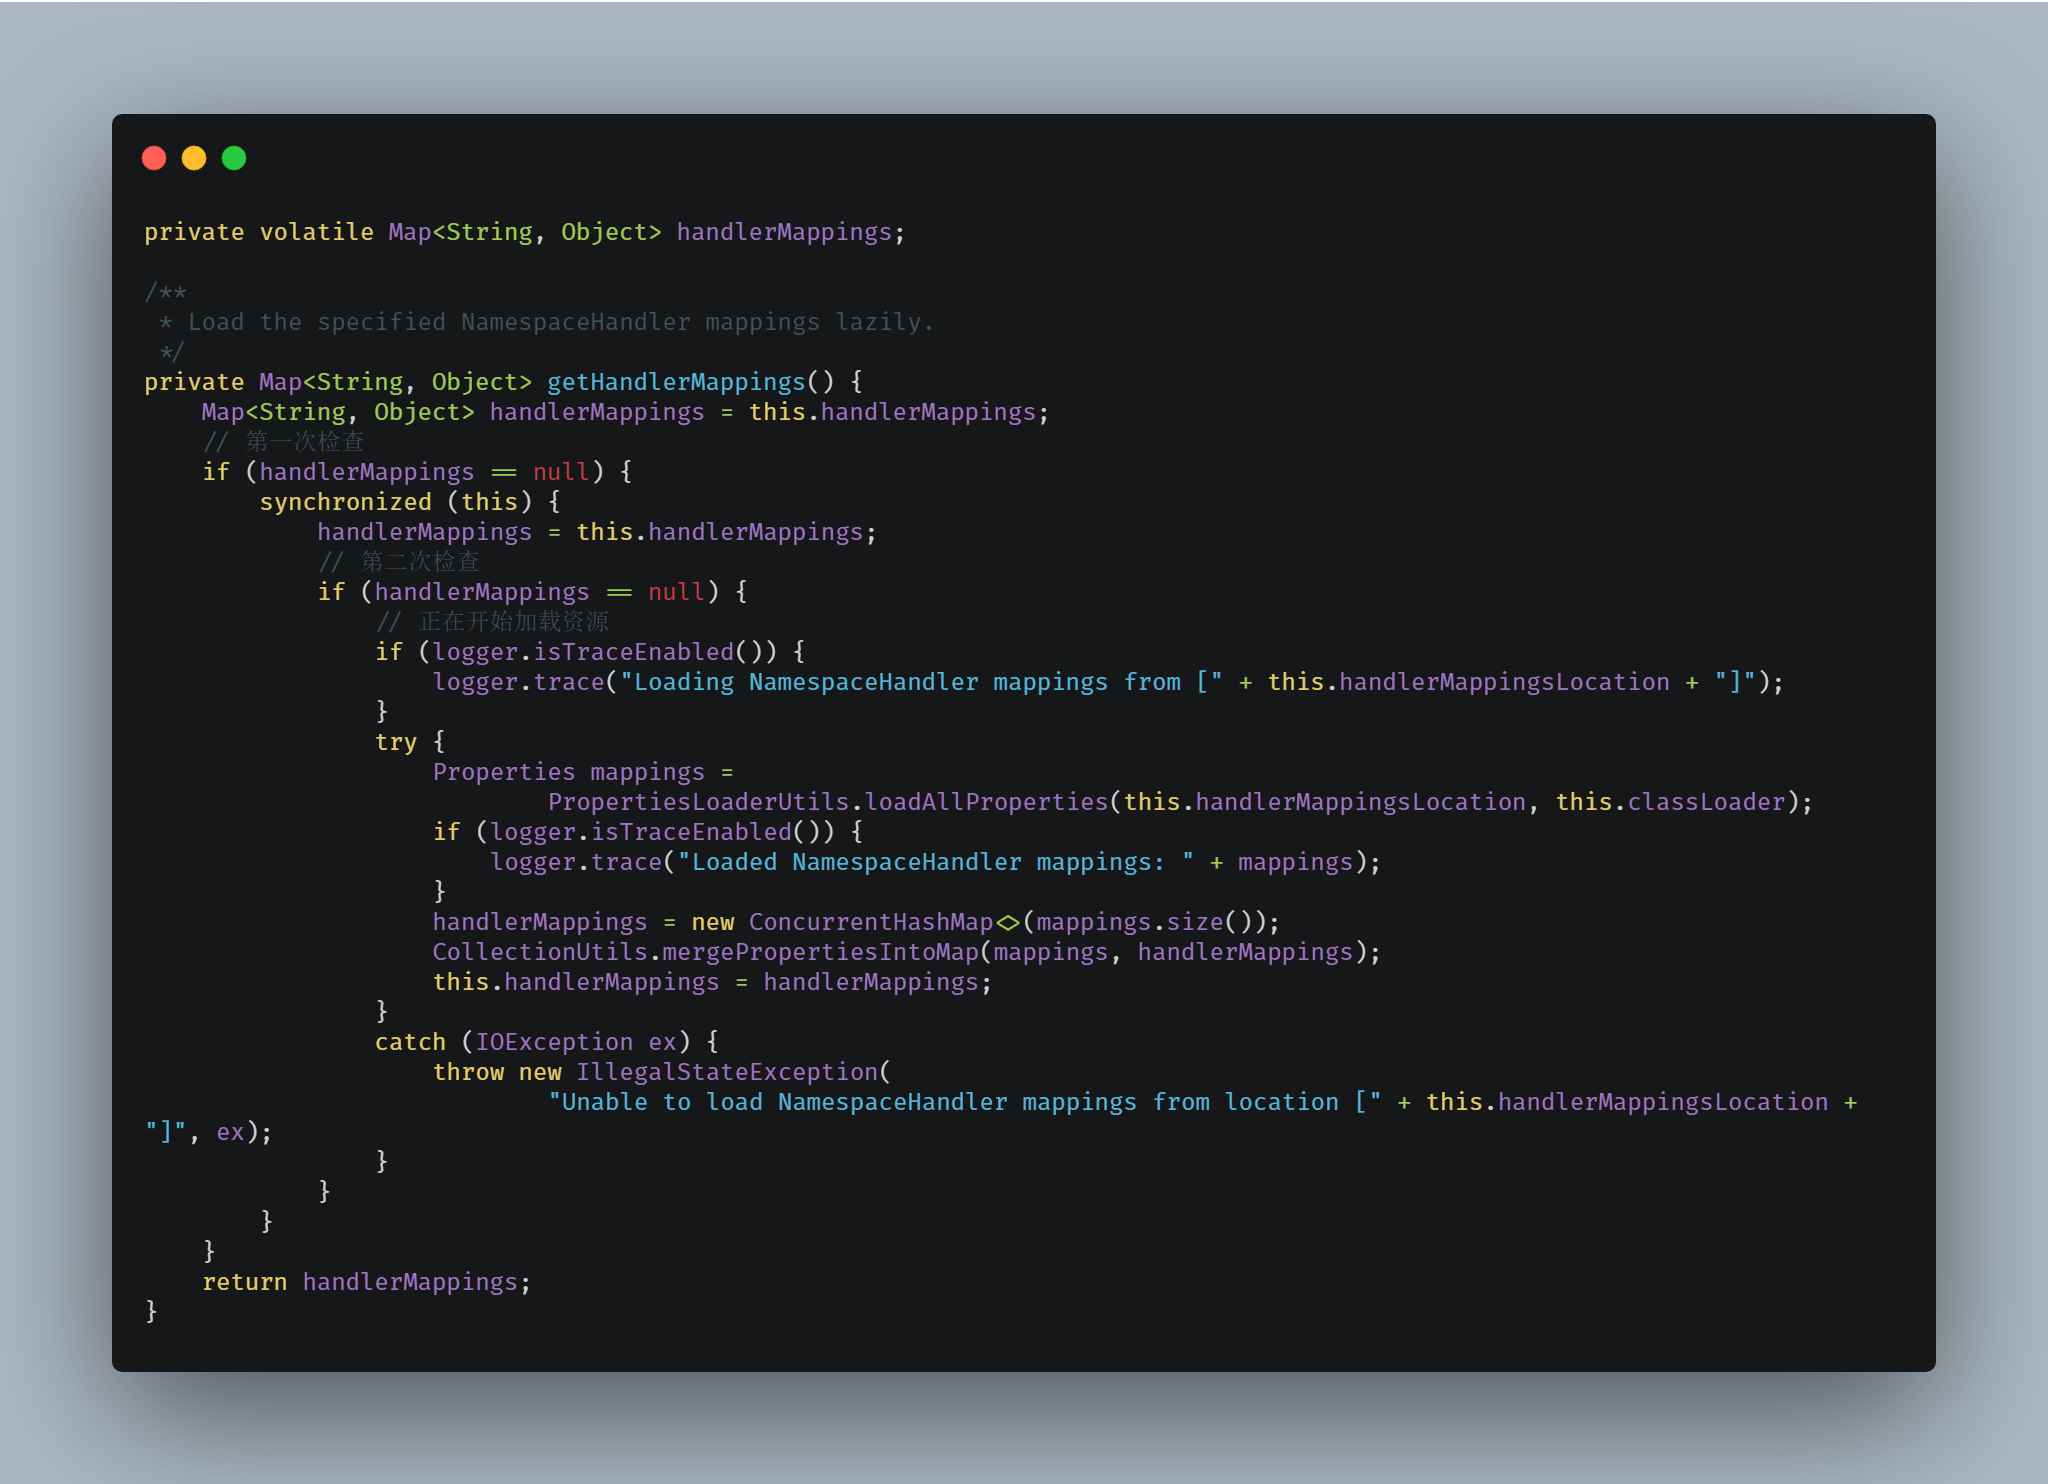 private volatile Map<String, Object> handlerMappings;

/**
 * Load the specified NamespaceHandler mappings lazily.
 */
private Map<String, Object> getHandlerMappings() {
    Map<String, Object> handlerMappings = this.handlerMappings;
    // 第一次检查
    if (handlerMappings == null) {
        synchronized (this) {
            handlerMappings = this.handlerMappings;
            // 第二次检查
            if (handlerMappings == null) {
                // 正在开始加载资源
                if (logger.isTraceEnabled()) {
                    logger.trace("Loading NamespaceHandler mappings from [" + this.handlerMappingsLocation + "]");
                }
                try {
                    Properties mappings =
                            PropertiesLoaderUtils.loadAllProperties(this.handlerMappingsLocation, this.classLoader);
                    if (logger.isTraceEnabled()) {
                        logger.trace("Loaded NamespaceHandler mappings: " + mappings);
                    }
                    handlerMappings = new ConcurrentHashMap<>(mappings.size());
                    CollectionUtils.mergePropertiesIntoMap(mappings, handlerMappings);
                    this.handlerMappings = handlerMappings;
                }
                catch (IOException ex) {
                    throw new IllegalStateException(
                            "Unable to load NamespaceHandler mappings from location [" + this.handlerMappingsLocation +
"]", ex);
                }
            }
        }
    }
    return handlerMappings;
}